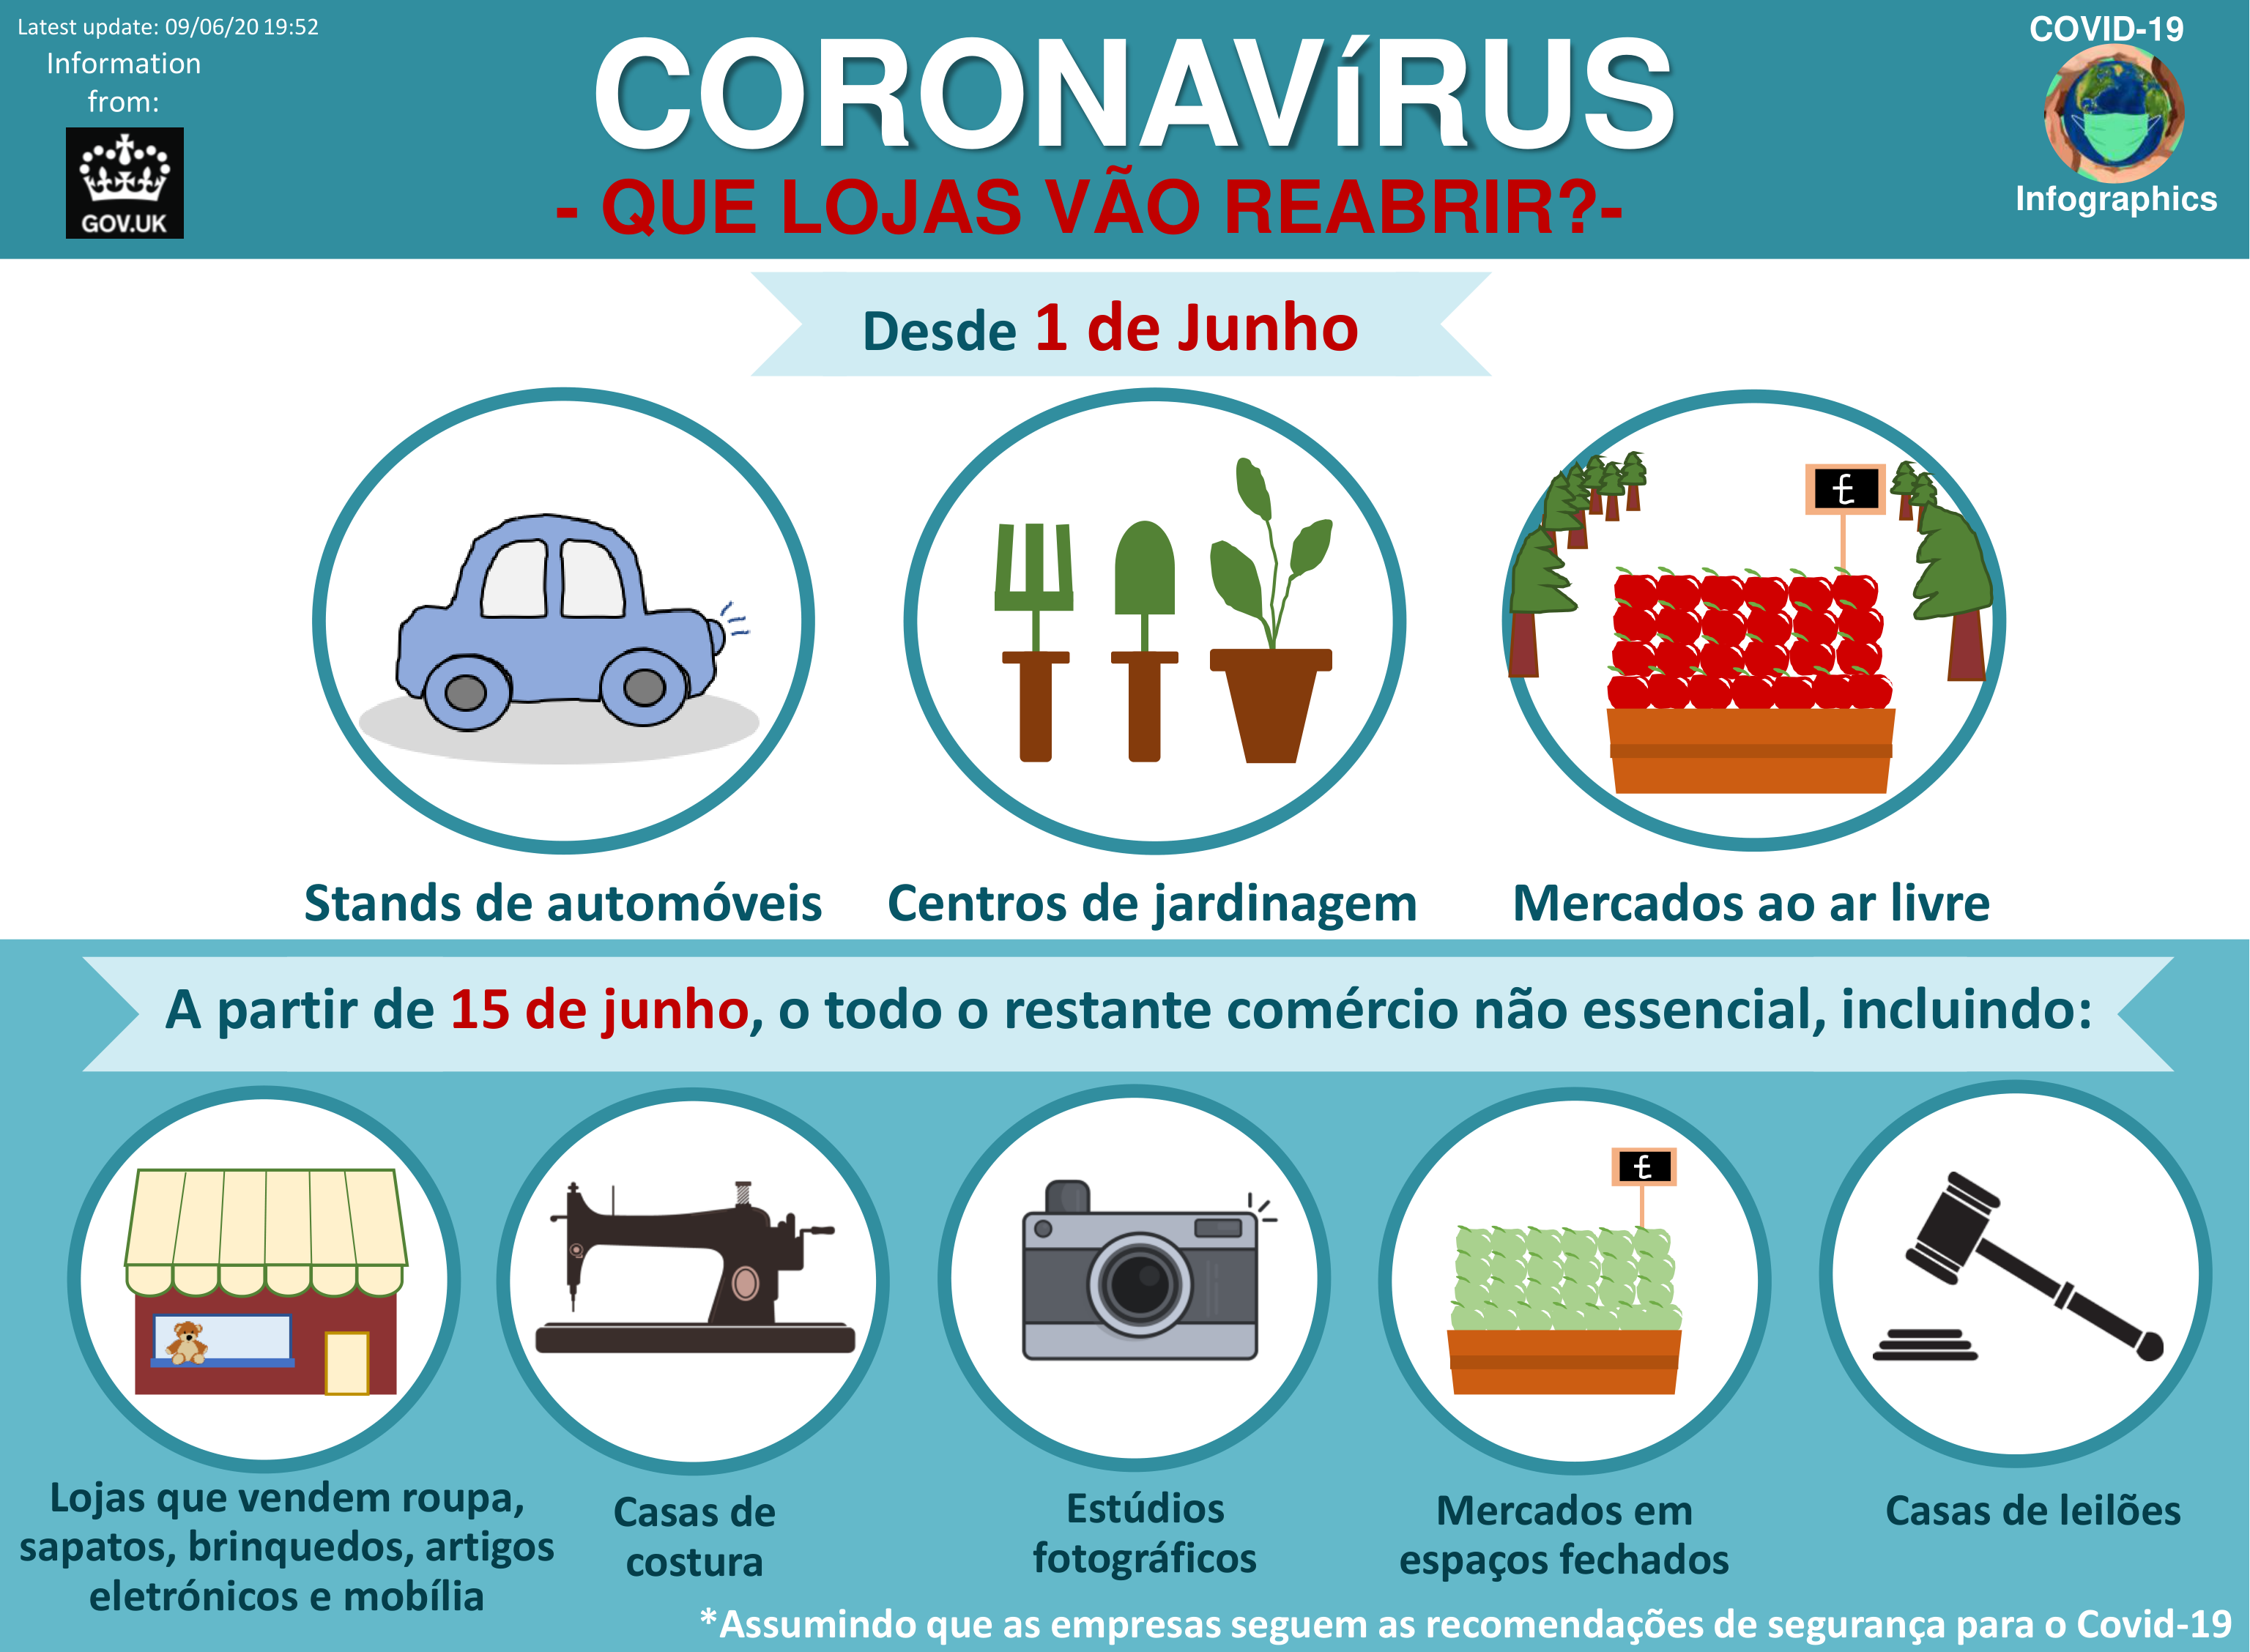 Latest update: 09/06/20 19:52
Information
from:
GOV.UK
CORONAVíRUS
- QUE LOJAS VÃO REABRIR?-
COVID-19
Infographics
Desde 1 de Junho
£
Stands de automóveis
Centros de jardinagem
Mercados ao ar livre
A partir de 15 de junho, o todo o restante comércio não essencial, incluindo:
£
Lojas que vendem roupa,
sapatos, brinquedos, artigos
eletrónicos e mobília
Casas de
costura
Estúdios
fotográficos
Mercados em
espaços fechados
Casas de leilões
*Assumindo que as empresas seguem as recomendações de segurança para o Covid-19